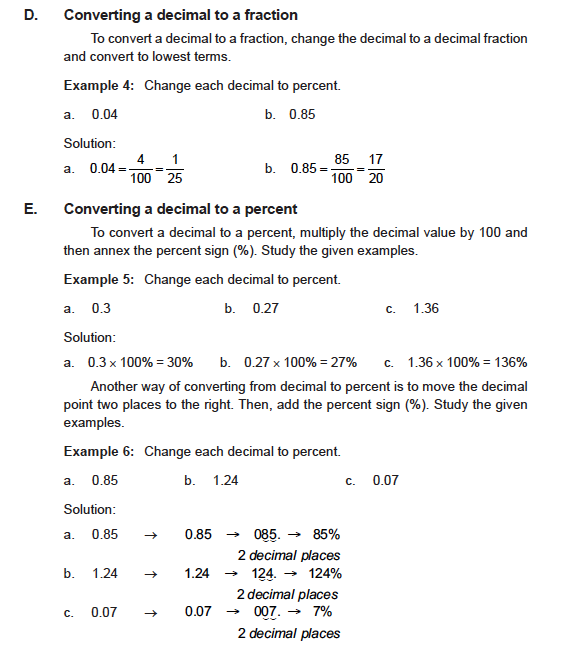 D. Converting a decimal to a fraction
To convert a decimal to a fraction, change the decimal to a decimal fraction
and convert to lowest terms.
Example 4: Change each decimal to percent.
a. 0.04 b. 0.85
Solution:
a. 0.04 = 4/100 = 1/25 b. 0.85 = 85/100 = 17/20
E. Converting a decimal to a percent
To convert a decimal to a percent, multiply the decimal value by 100 and
then annex the percent sign (%). Study the given examples.
Example 5: Change each decimal to percent.
a. 0.3 b. 0.27 c. 1.36
Solution:
a. 0.3 x 100% = 30% b. 0.27 x 100% = 27% c. 1.36 x 100% = 136%
Another way of converting from decimal to percent is to move the decimal
point two places to the right. Then, add the percent sign (%). Study the given
examples.
Example 6: Change each decimal to percent.
a. 0.85 b. 1.24 c. 0.07
Solution:
a. 0.85 → 0.85 → 085. → 85%
2 decimal places
b. 1.24 → 1.24 → 124. → 124%
2 decimal places
c. 0.07 → 0.07 → 007. → 7%
2 decimal places